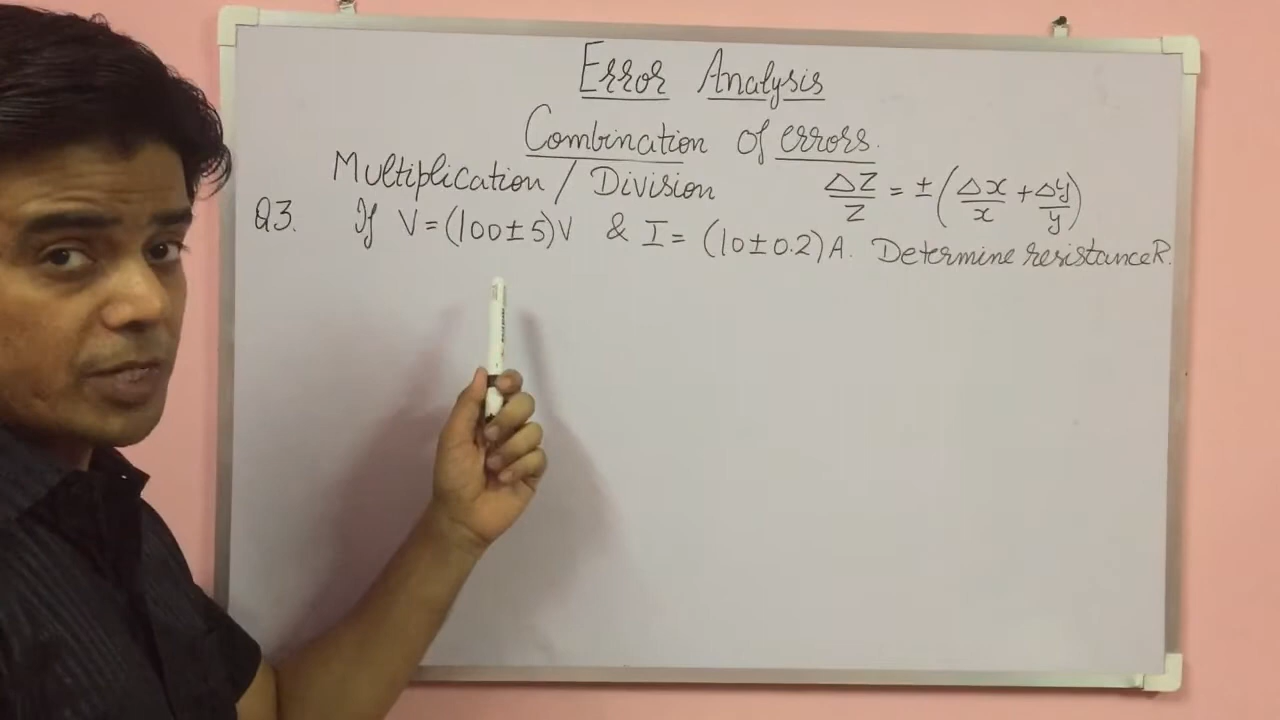 Error Analysis
Combination of errors.
Multiplication / Division ΔZ/Z = ± (Δx/x + Δy/y)
Q3. If V = (100 ± 5)V & I = (10 ± 0.2)A. Determine resistance R.